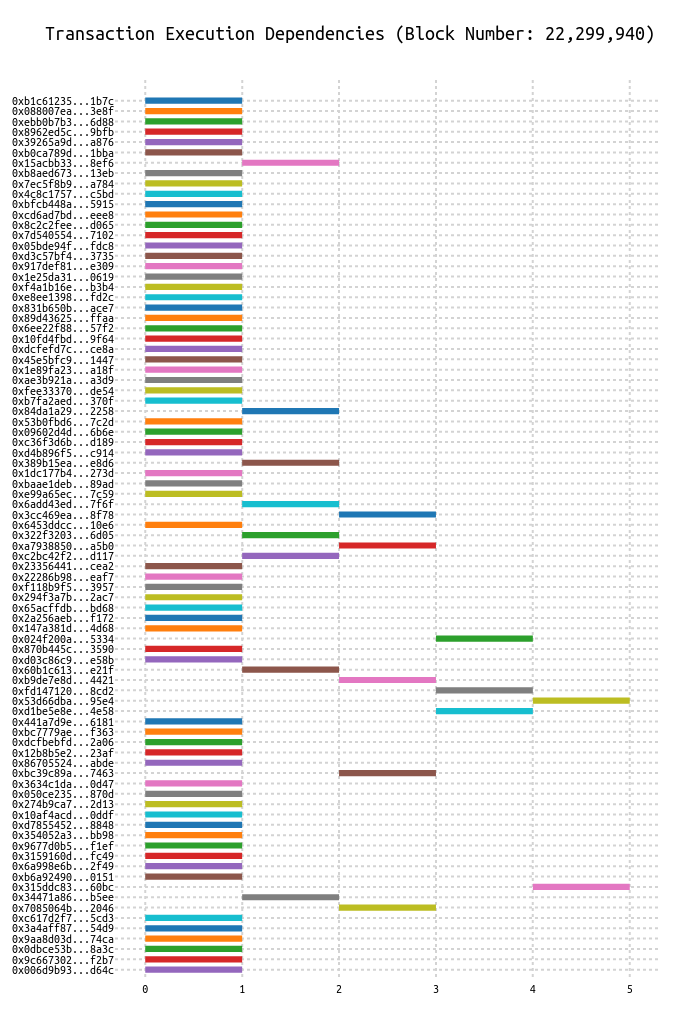 Transaction Execution Dependencies (Block Number: 22,299,940)
0xb1c61235...1b7c
0x088007ea...3e8f
0xebb0b7b3...6d88
0x8962ed5c...9bfb
0x39265a9d...a876
0xb0ca789d...1bba
0x15acbb33...8ef6
0xb8aed673...13eb
0x7ec5f8b9...a784
0x4c8c1757...c5bd
0xbfcb448a...5915
0xcd6ad7bd...eee8
0x8c2c2fee...d065
0x7d540554...7102
0x05bde94f...fdc8
0xd3c57bf4...3735
0x917def81...e309
0x1e25da31...0619
0xf4a1b16e...b3b4
0xe8ee1398...fd2c
0x831b650b...ace7
0x89d43625...ffaa
0x6ee22f88...57f2
0x10fd4fbd...9f64
0xdcfefd7c...ce8a
0x45e5bfc9...1447
0x1e89fa23...a18f
0xae3b921a...a3d9
0xfee33370...de54
0xb7fa2aed...370f
0x84da1a29...2258
0x53b0fbd6...7c2d
0x09602d4d...6b6e
0xc36f3d6b...d189
0xd4b896f5...c914
0x389b15ea...e8d6
0x1dc177b4...273d
0xbaae1deb...89ad
0xe99a65ec...7c59
0x6add43ed...7f6f
0x3cc469ea...8f78
0x6453ddcc...10e6
0x322f3203...6d05
0xa7938850...a5b0
0xc2bc42f2...d117
0x23356441...cea2
0x22286b98...eaf7
0xf118b9f5...3957
0x294f3a7b...2ac7
0x65acffdb...bd68
0x2a256aeb...f172
0x147a381d...4d68
0x024f200a...5334
0x870b445c...3590
0xd03c86c9...e58b
0x60b1c613...e21f
0xb9de7e8d...4421
0xfd147120...8cd2
0x53d66dba...95e4
0xd1be5e8e...4e58
0x441a7d9e...6181
0xbc7779ae...f363
0xdcfbebfd...2a06
0x12b8b5e2...23af
0x86705524...abde
0xbc39c89a...7463
0x3634c1da...0d47
0x050ce235...870d
0x274b9ca7...2d13
0x10af4acd...0ddf
0xd7855452...8848
0x354052a3...bb98
0x9677d0b5...f1ef
0x3159160d...fc49
0x6a998e6b...2f49
0xb6a92490...0151
0x315ddc83...60bc
0x34471a86...b5ee
0x7085064b...2046
0xc617d2f7...5cd3
0x3a4aff87...54d9
0x9aa8d03d...74ca
0x0dbce53b...8a3c
0x9c667302...f2b7
0x006d9b93...d64c
0 1 2 3 4 5